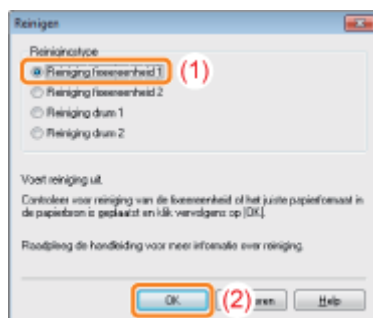 Reinigen
Reinigingstype
Reiniging fixeereenheid 1
(1)
Reiniging fixeereenheid 2
Reiniging drum 1
Reiniging drum 2
Voert reiniging uit.
Controleer voor reiniging van de fixeereenheid of het juiste papierformaat in
de papierbron is geplaatst en klik vervolgens op [OK].
Raadpleeg de handleiding voor meer informatie over reiniging.
OK
(2)
eren
Help